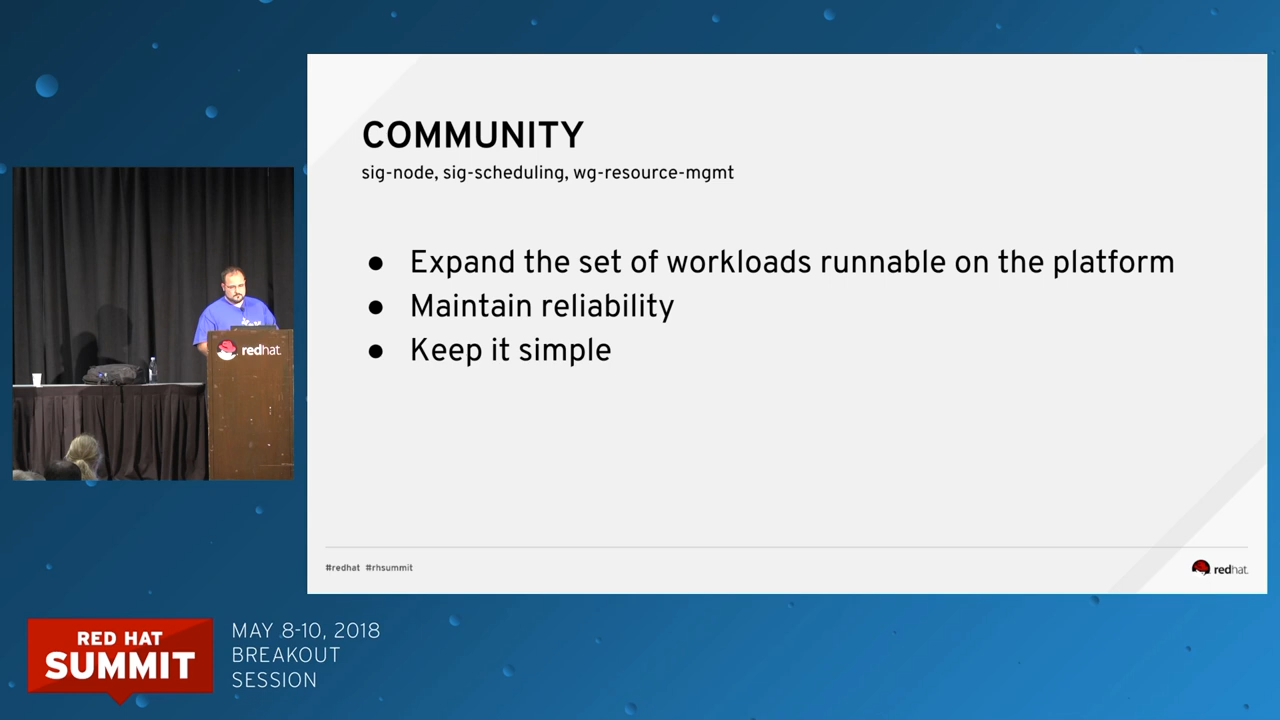 COMMUNITY
sig-node, sig-scheduling, wg-resource-mgmt
● Expand the set of workloads runnable on the platform
● Maintain reliability
● Keep it simple
redhat.
#redhat #rhsummit
redhat.
RED HAT
SUMMIT
MAY 8-10, 2018
BREAKOUT
SESSION